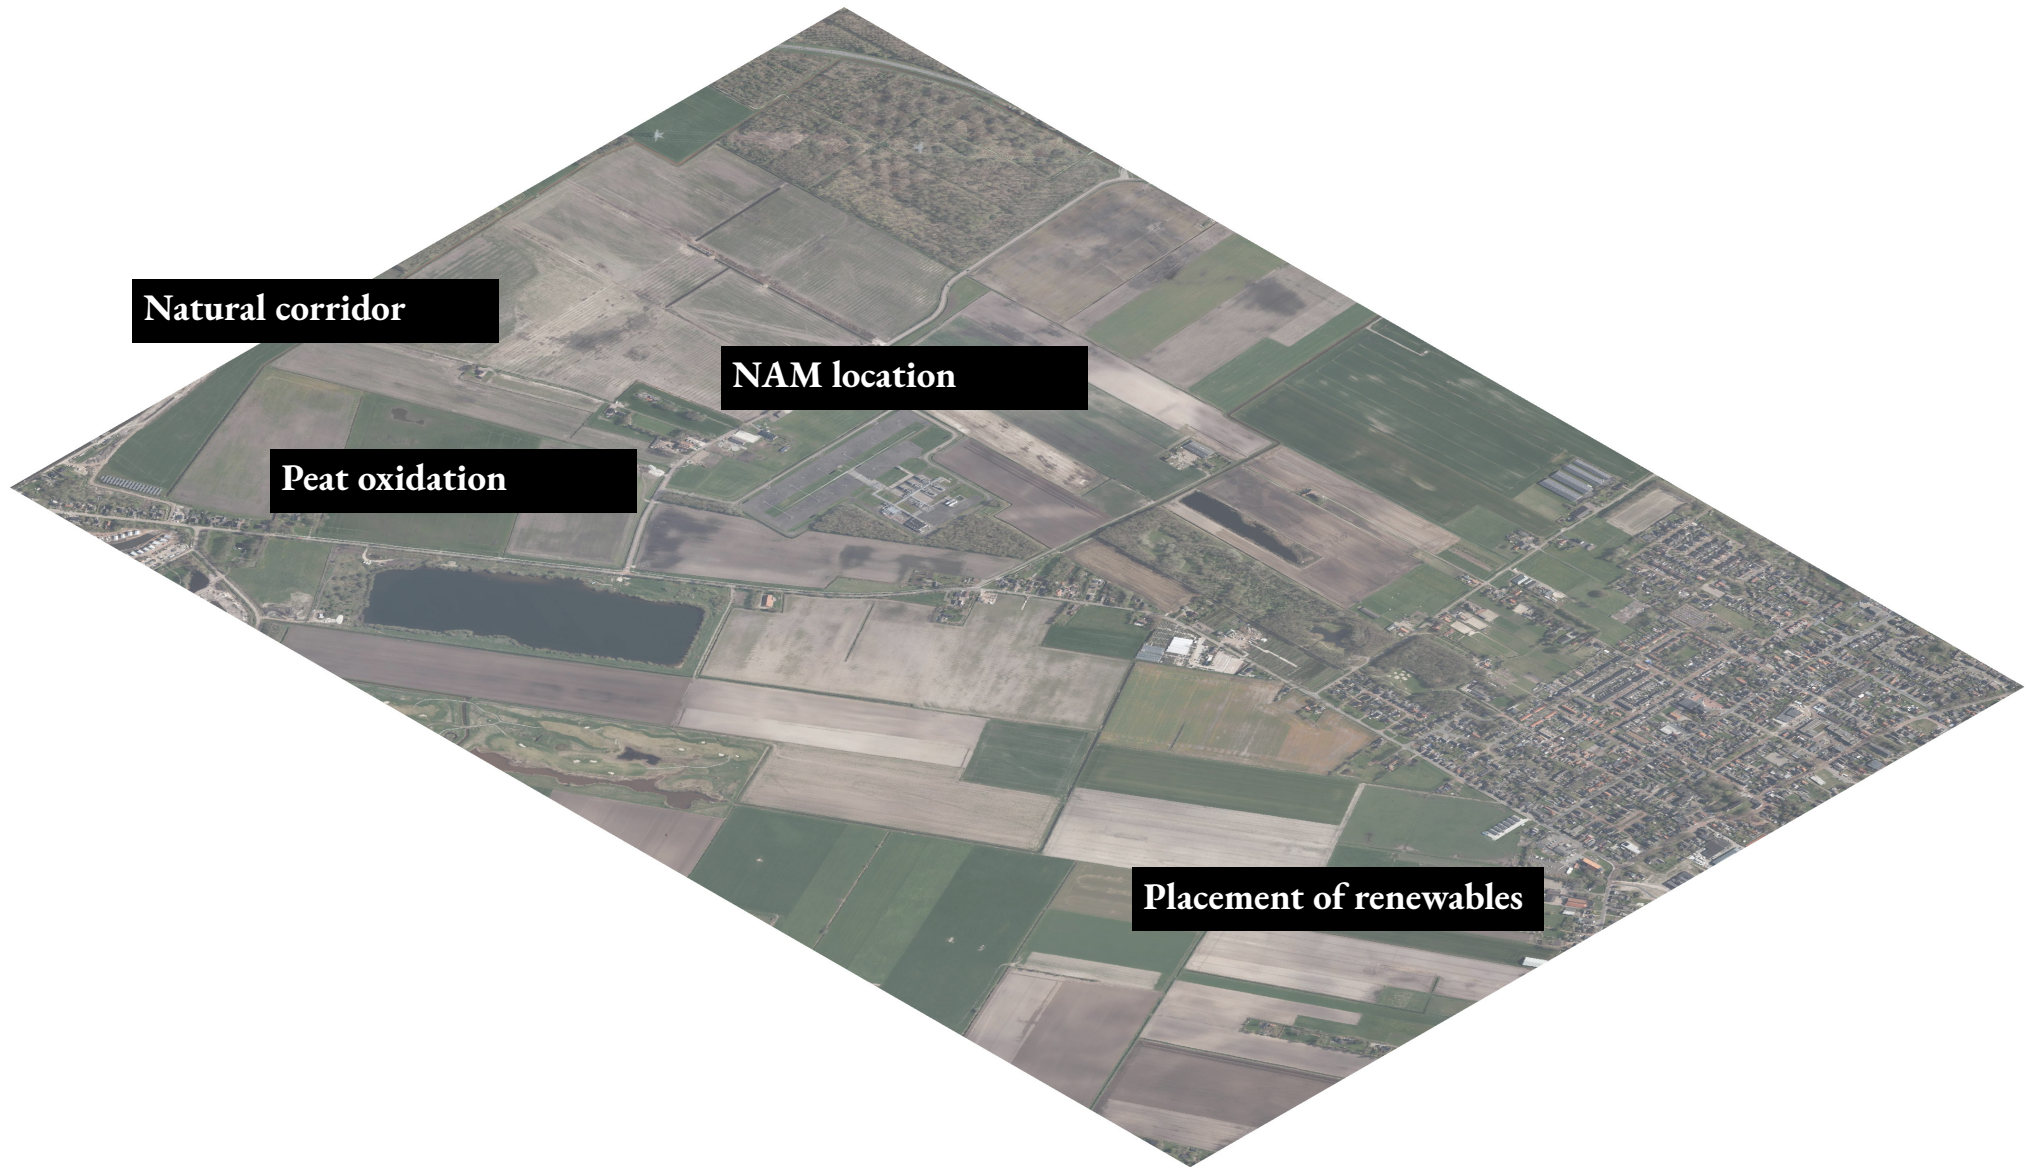 Natural corridor
NAM location
Peat oxidation
Placement of renewables